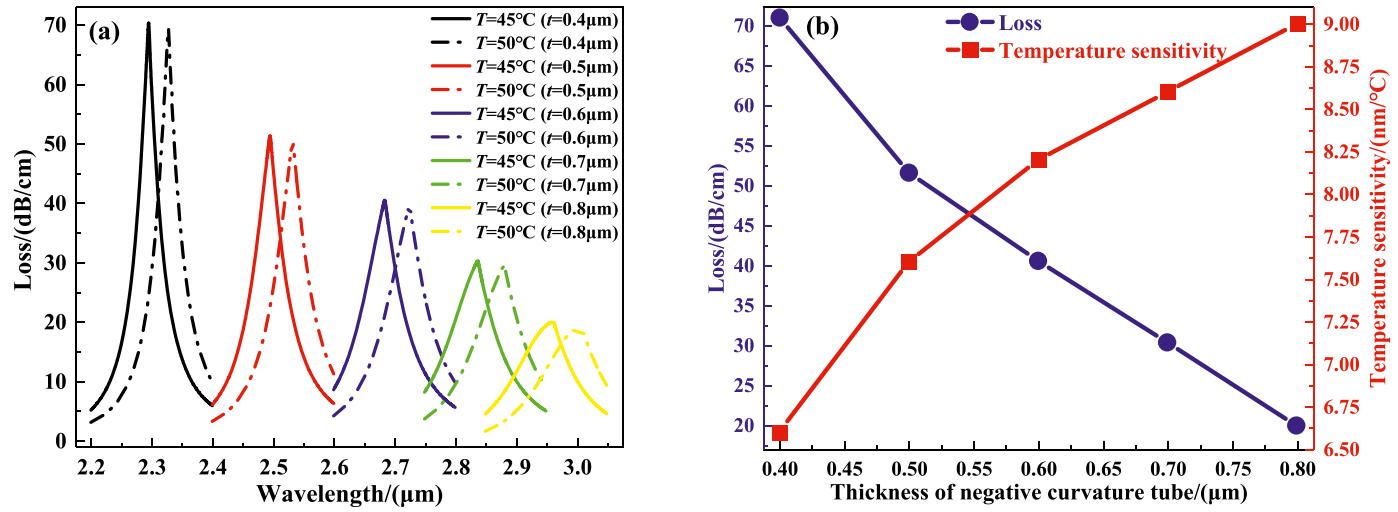 (a)
T=45°C (t=0.4μm)
T=50°C (t=0.4μm)
T=45°C (t=0.5μm)
T=50°C (t=0.5μm)
T=45°C (t=0.6μm)
T=50°C (t=0.6μm)
T=45°C (t=0.7μm)
T=50°C (t=0.7μm)
T=45°C (t=0.8μm)
T=50°C (t=0.8μm)
Loss/(dB/cm)
70
60
50
40
30
20
10
0
2.2 2.3 2.4 2.5 2.6 2.7 2.8 2.9 3.0
Wavelength/(μm)
(b)
Loss
Temperature sensitivity
Loss/(dB/cm)
70
65
60
55
50
45
40
35
30
25
20
0.40 0.45 0.50 0.55 0.60 0.65 0.70 0.75 0.80
Thickness of negative curvature tube/(μm)
9.00
8.75
8.50
8.25
8.00
7.75
7.50
7.25
7.00
6.75
6.50
Temperature sensitivity/(nm/°C)